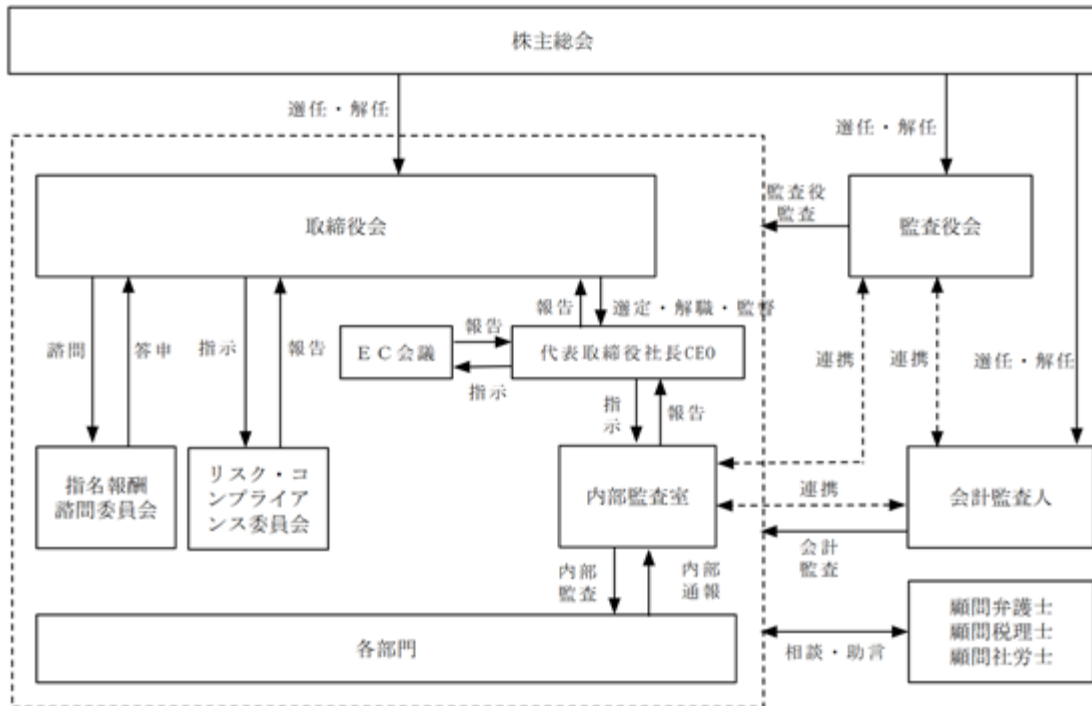 株主総会
選任・解任
選任・解任
取締役会
監査役
監査
監査役会
報告
選定・解職・監督
諮問
答申
指示
報告
EC会議
報告
指示
代表取締役社長CEO
連携
連携
選任・解任
指
示
報告
指名報酬
諮問委員会
リスク・コ
ンプライア
ンス委員会
内部監査室
連携
会計監査人
会計
監査
内部
監査
内部
通報
各部門
相談・助言
顧問弁護士
顧問税理士
顧問社労士